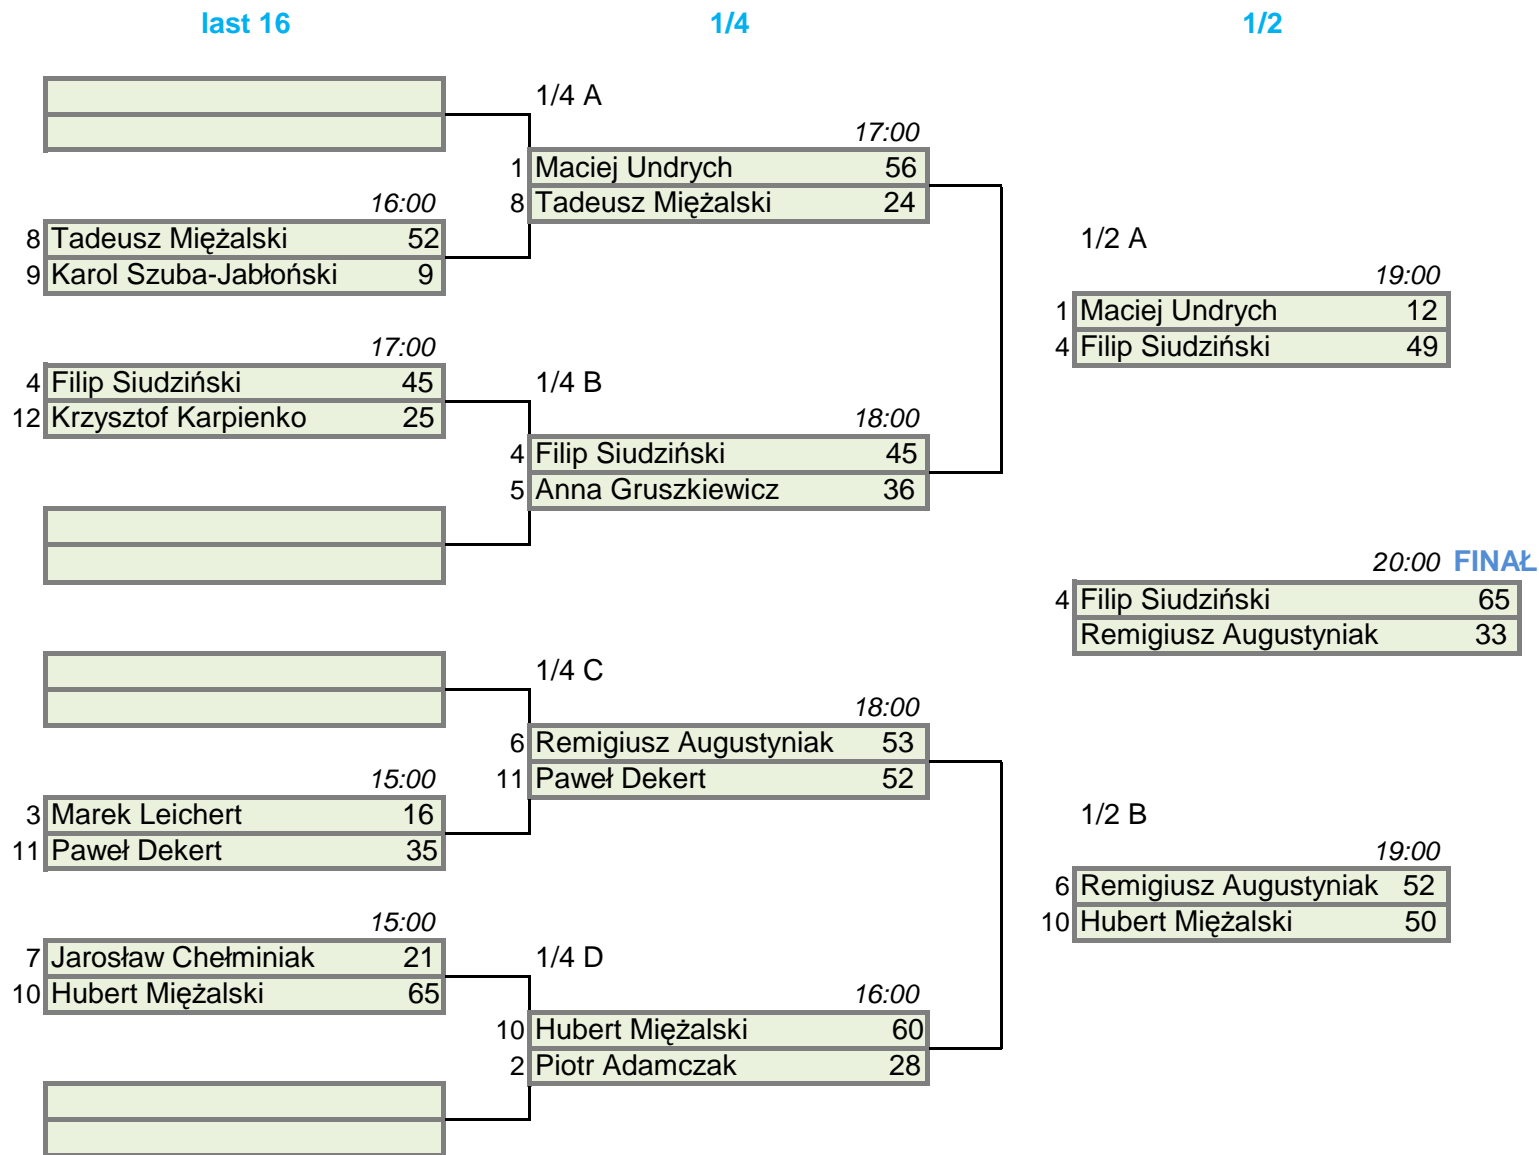 last 16 1/4 1/2
1/4 A
17:00
1 Maciej Undrych 56
8 Tadeusz Miężalski 24
16:00
8 Tadeusz Miężalski 52
9 Karol Szuba-Jabłoński 9
1/2 A
19:00
1 Maciej Undrych 12
4 Filip Siudziński 49
17:00
4 Filip Siudziński 45
12 Krzysztof Karpienko 25
1/4 B
18:00
4 Filip Siudziński 45
5 Anna Gruszkiewicz 36
20:00 FINAŁ
4 Filip Siudziński 65
Remigiusz Augustyniak 33
1/4 C
18:00
6 Remigiusz Augustyniak 53
11 Paweł Dekert 52
15:00
3 Marek Leichert 16
11 Paweł Dekert 35
1/2 B
19:00
6 Remigiusz Augustyniak 52
10 Hubert Miężalski 50
15:00
7 Jarosław Chełminiak 21
10 Hubert Miężalski 65
1/4 D
16:00
10 Hubert Miężalski 60
2 Piotr Adamczak 28